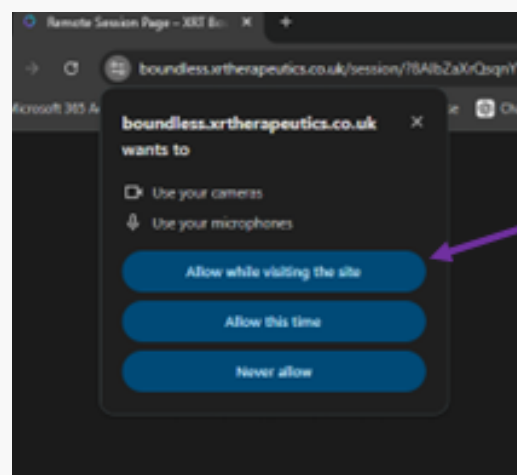 Remote Session Page – XRT Bo
boundless.xrtherapeutics.co.uk/session/?
Microsoft 365 A
boundless.xrtherapeutics.co.uk
wants to
Use your cameras
Use your microphones
Allow while visiting the site
Allow this time
Never allow